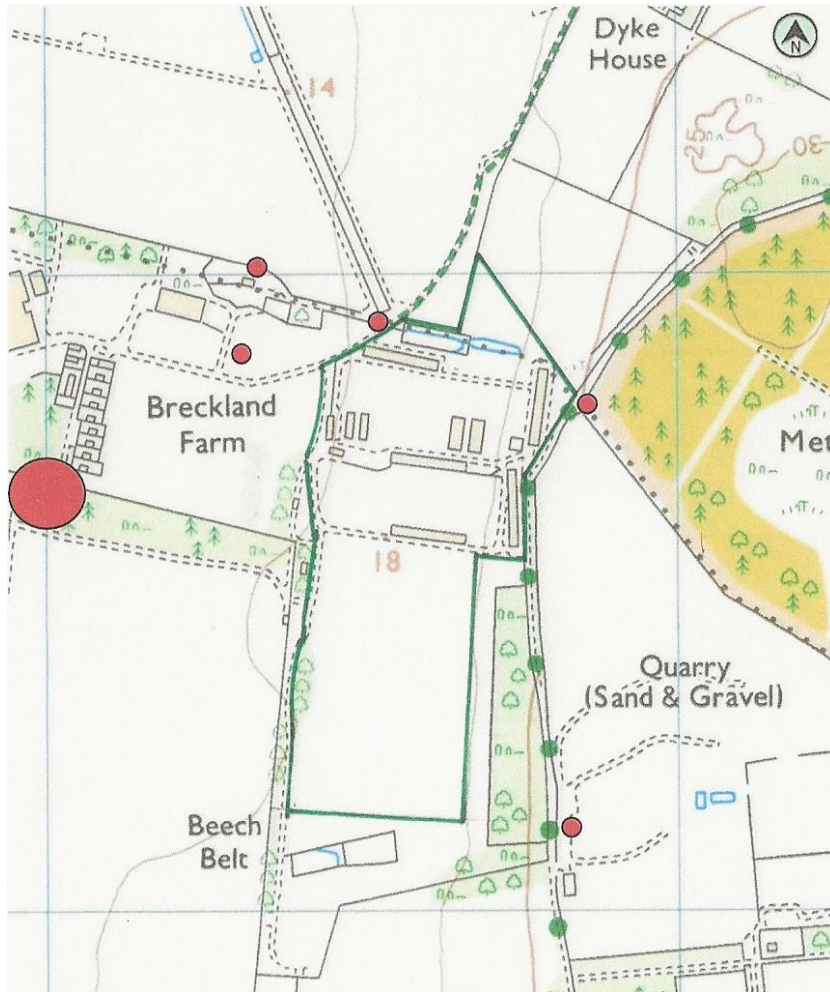 Dyke
House
N
14
25
30
Breckland
Farm
Met
18
Quarry
(Sand & Gravel)
Beech
Belt